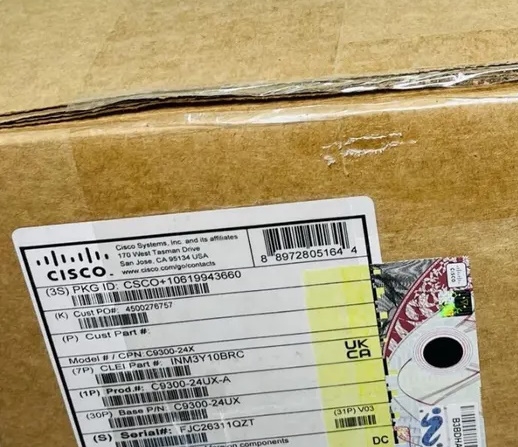 Cisco Systems, Inc. and its affiliates
170 West Tasman Drive
San Jose, CA 95134 USA
www.cisco.com/go/contacts
CISCO
8 8972805164 4
(3S) PKG ID: CSCO+10619943660
(K) Cust PO#: 4500276757
(P) Cust Part#:
Model # / CPN: C9300-24X
(7P) CLEI Part#: INM3Y10BRC
(1P) Prod.#: C9300-24UX-A
(30P) Base P/N: C9300-24UX
(31P) V03
(S) Serial#: FJC26311QZT
UK
CA
DC
cisco